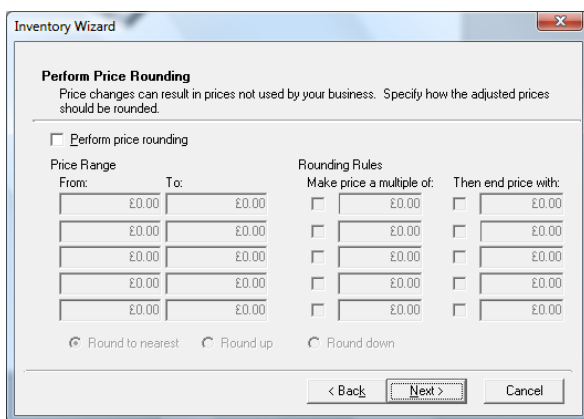 Inventory Wizard
Perform Price Rounding
Price changes can result in prices not used by your business. Specify how the adjusted prices
should be rounded.
Perform price rounding
Price Range Rounding Rules
From: To: Make price a multiple of: Then end price with:
£0.00 £0.00 £0.00 £0.00
£0.00 £0.00 £0.00 £0.00
£0.00 £0.00 £0.00 £0.00
£0.00 £0.00 £0.00 £0.00
£0.00 £0.00 £0.00 £0.00
Round to nearest Round up Round down
< Back Next > Cancel